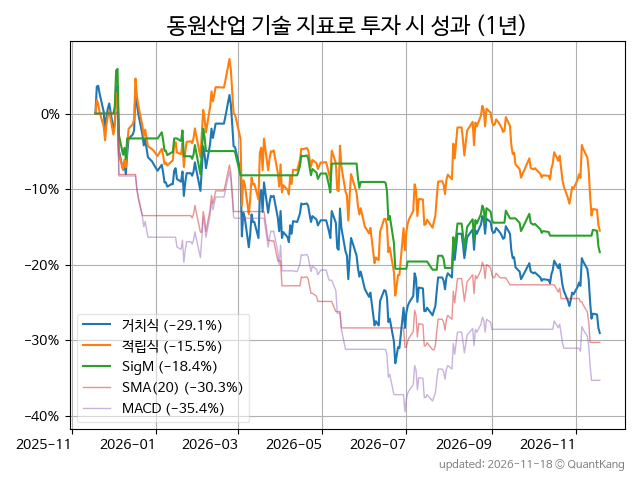 동원산업 기술 지표로 투자 시 성과 (1년)
0%
−10%
−20%
−30%
−40%
거치식 (−29.1%)
적립식 (−15.5%)
SigM (−18.4%)
SMA(20) (−30.3%)
MACD (−35.4%)
2025-11 2026-01 2026-03 2026-05 2026-07 2026-09 2026-11
updated: 2026-11-18 ⓒ QuantKang